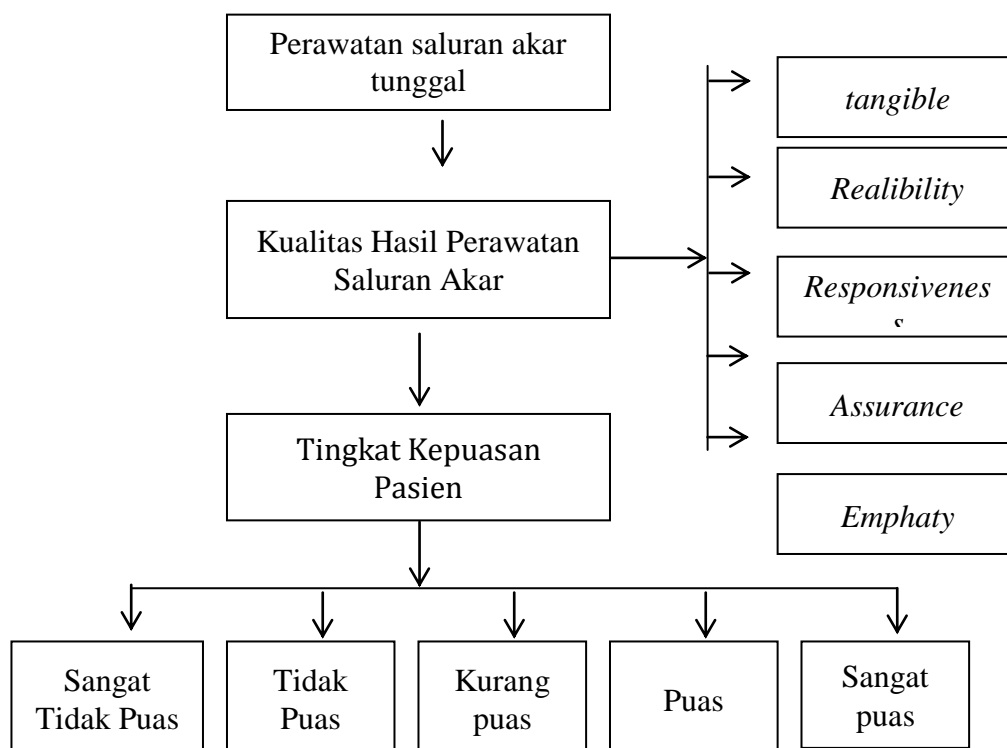 Perawatan saluran akar
tunggal
tangible
Realibility
Kualitas Hasil Perawatan
Saluran Akar
Responsivenes
s
Assurance
Tingkat Kepuasan
Pasien
Emphaty
Sangat
Tidak Puas
Tidak
Puas
Kurang
puas
Puas
Sangat
puas